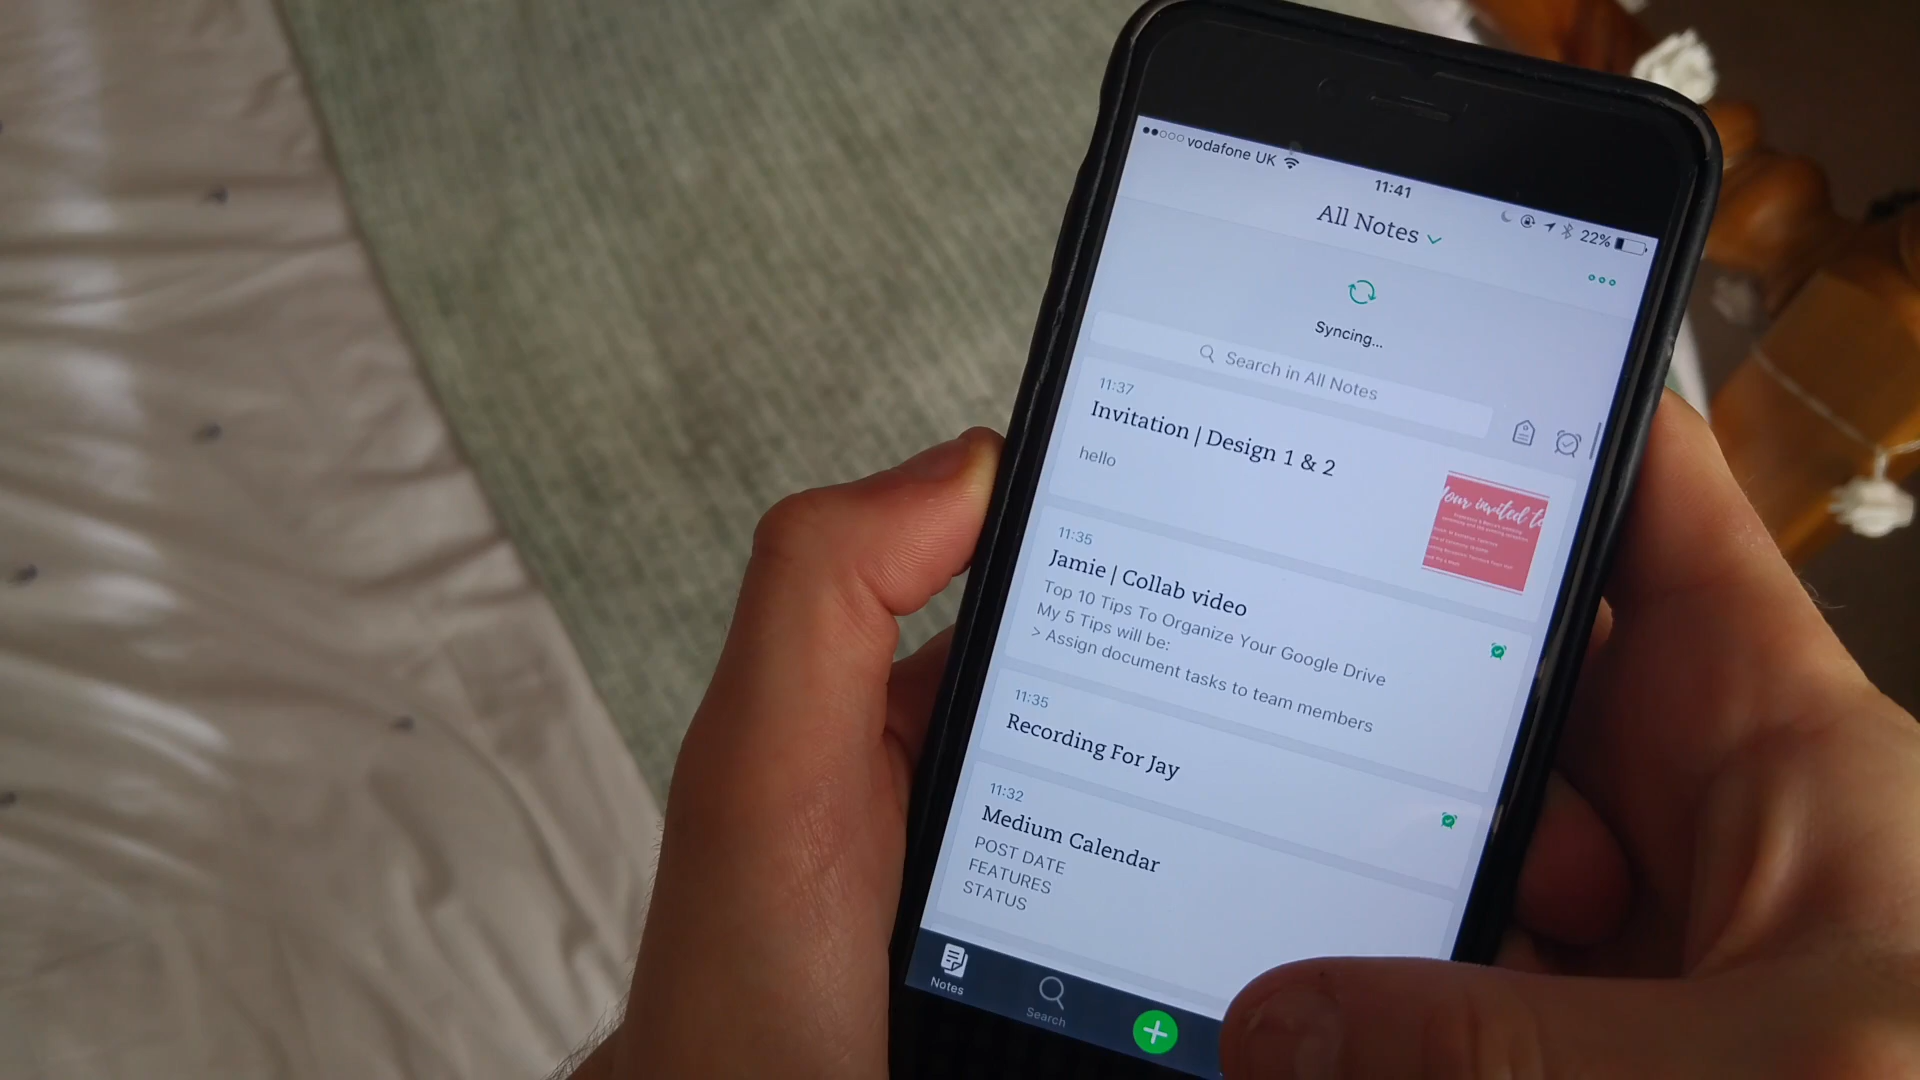 vodafone UK
11:41
22%
All Notes
Syncing...
Search in All Notes
11:37
Invitation | Design 1 & 2
hello
Your invited to
11:35
Jamie | Collab video
Top 10 Tips To Organize Your Google Drive
My 5 Tips will be:
> Assign document tasks to team members
11:35
Recording For Jay
11:32
Medium Calendar
POST DATE
FEATURES
STATUS
Notes
Search